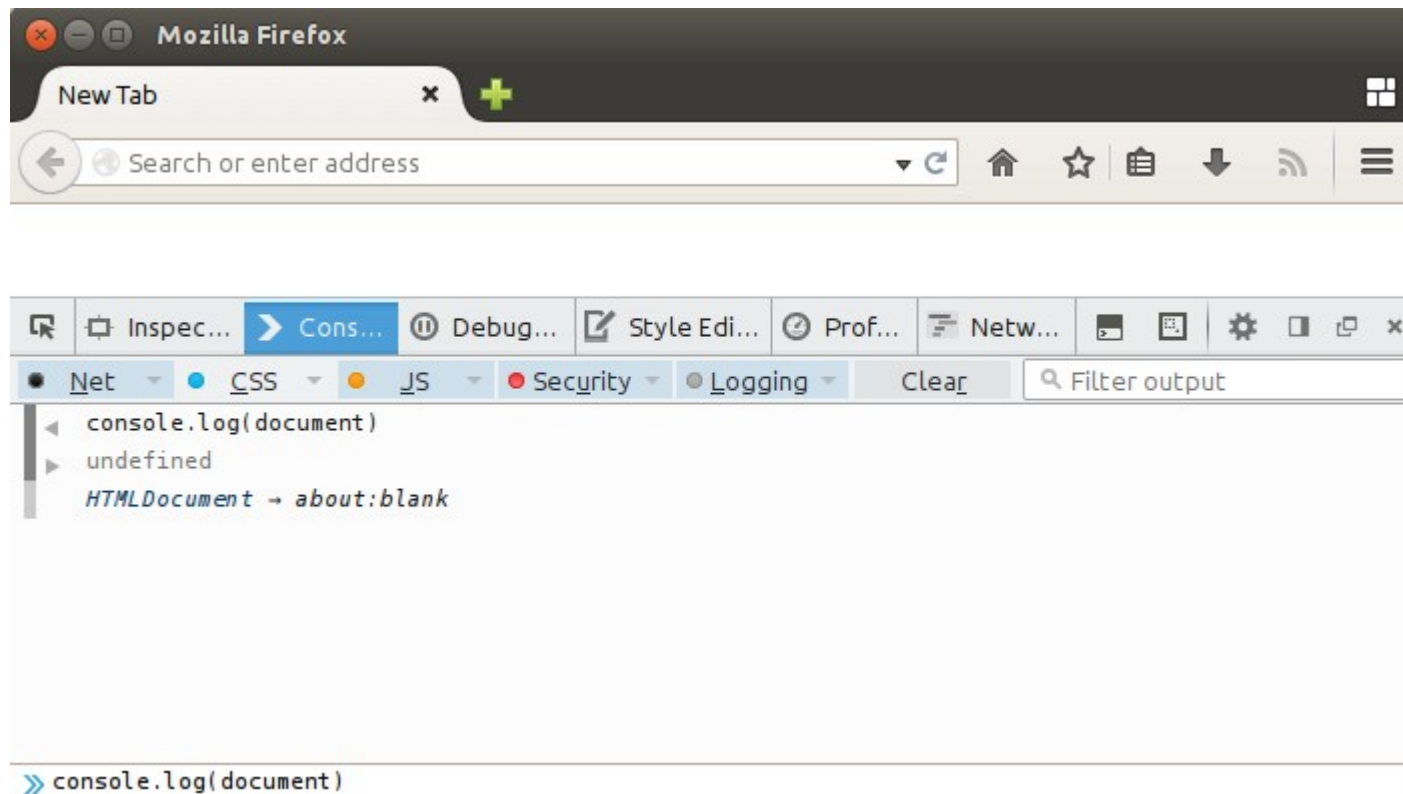 Mozilla Firefox
New Tab
Search or enter address
Inspec... Cons... Debug... Style Edi... Prof... Netw...
Net CSS JS Security Logging Clear Filter output
console.log(document)
undefined
HTMLDocument → about:blank
console.log(document)